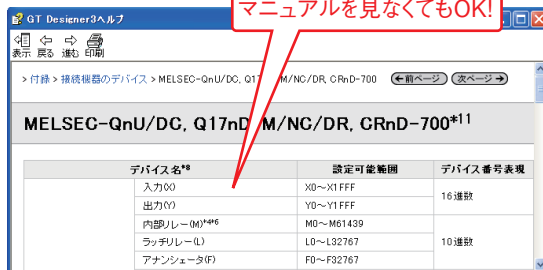 GT Designer3ヘルプ
マニュアルを見なくてもOK!
表示 戻る 進む 印刷
> 付録 > 接続機器のデバイス > MELSEC-QnU/DC, Q17 M/NC/DR, CRnD-700 ←前ページ 次ページ→
MELSEC-QnU/DC, Q17nD M/NC/DR, CRnD-700*11
デバイス名*8 設定可能範囲 デバイス番号表現
入力(X) X0～X1FFF 16進数
出力(Y) Y0～Y1FFF
内部リレー(M)*4*6 M0～M61439
ラッチリレー(L) L0～L32767 10進数
アナンシェータ(F) F0～F32767